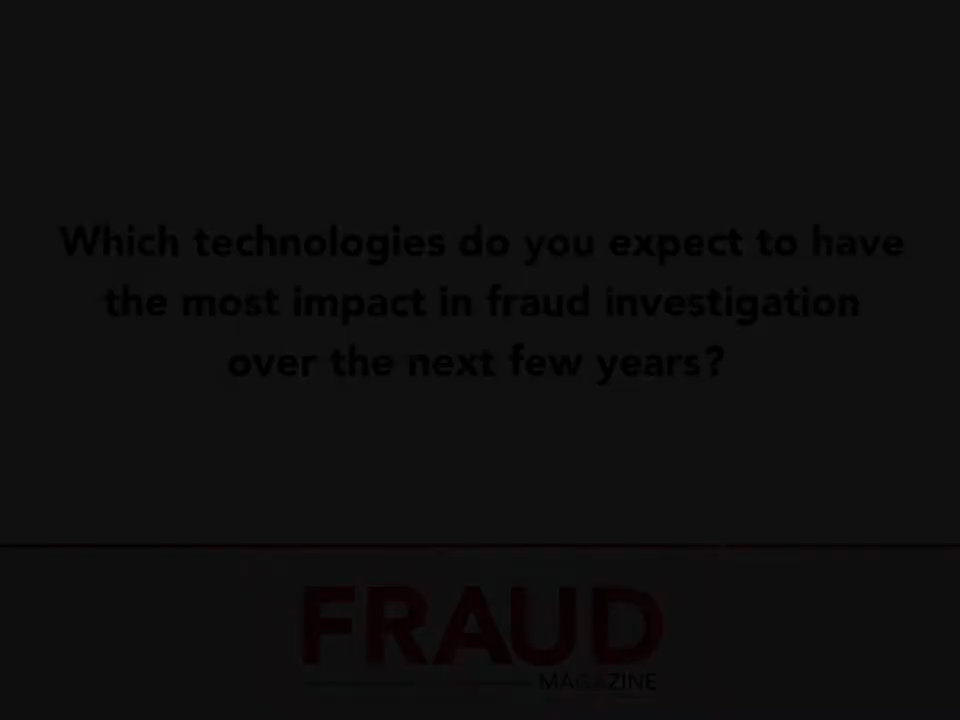 Which technologies do you expect to have
the most impact in fraud investigation
over the next few years?
FRAUD
MAGAZINE